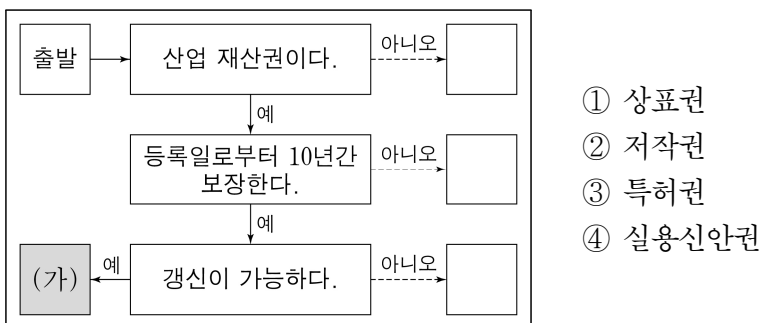 출발
산업 재산권이다.
아니오
예
등록일로부터 10년간
보장한다.
아니오
예
(가)
예
갱신이 가능하다.
아니오
① 상표권
② 저작권
③ 특허권
④ 실용신안권